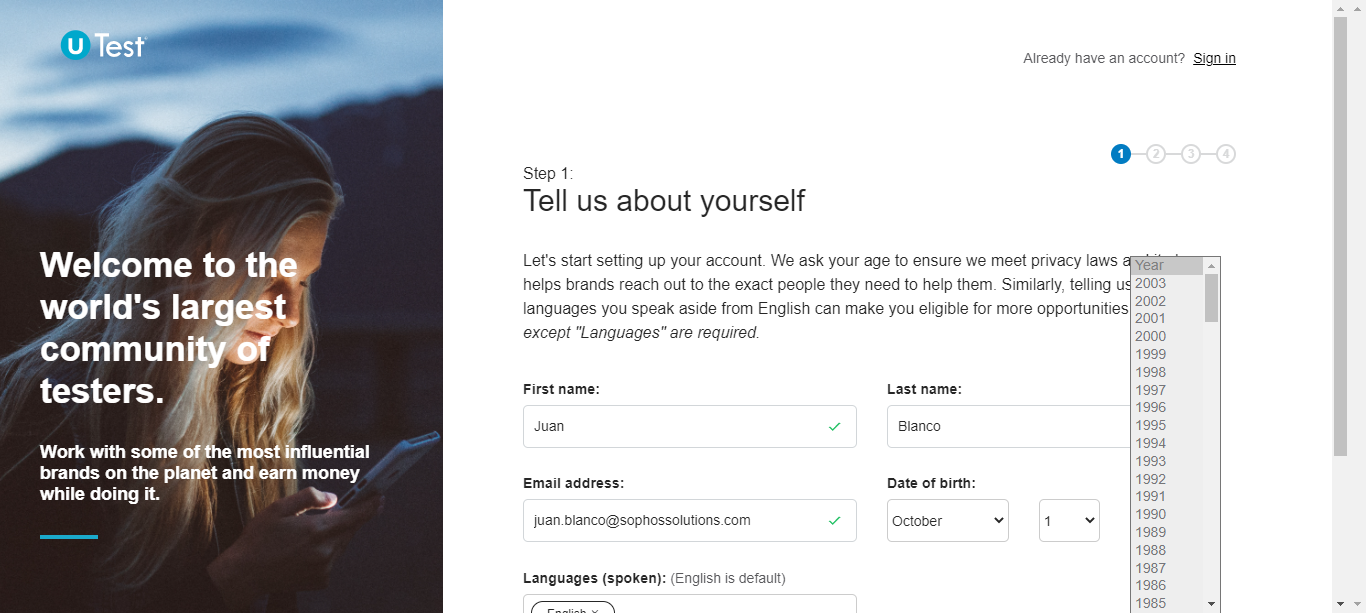 U Test
Already have an account? Sign in
1 2 3 4
Step 1:
Tell us about yourself
Welcome to the
world's largest
community of
testers.
Work with some of the most influential
brands on the planet and earn money
while doing it.
Let's start setting up your account. We ask your age to ensure we meet privacy laws
helps brands reach out to the exact people they need to help them. Similarly, telling us
languages you speak aside from English can make you eligible for more opportunities
except "Languages" are required.
First name:
Juan
Last name:
Blanco
Email address:
juan.blanco@sophossolutions.com
Date of birth:
October
1
Year
2003
2002
2001
2000
1999
1998
1997
1996
1995
1994
1993
1992
1991
1990
1989
1988
1987
1986
1985
Languages (spoken): (English is default)
English ×